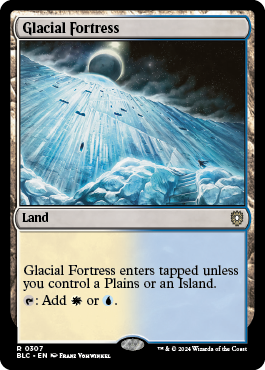 Glacial Fortress
Land
Glacial Fortress enters tapped unless
you control a Plains or an Island.
: Add or .
R 0307
BLC • EN Franz Vohwinkel
™ & © 2024 Wizards of the Coast